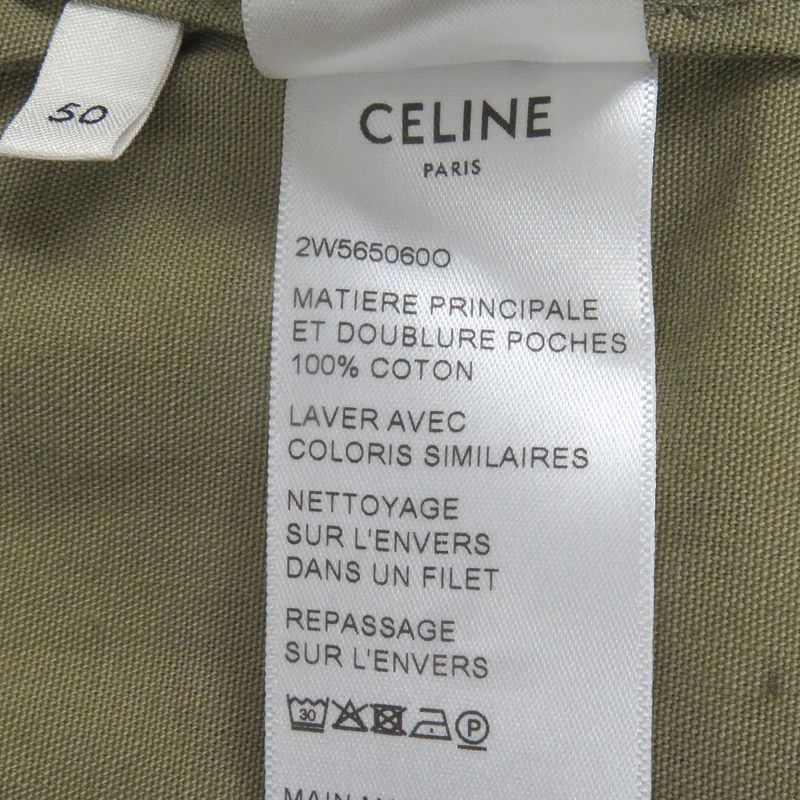 50
CELINE
PARIS
2W565060O
MATIERE PRINCIPALE
ET DOUBLURE POCHES
100% COTON
LAVER AVEC
COLORIS SIMILAIRES
NETTOYAGE
SUR L'ENVERS
DANS UN FILET
REPASSAGE
SUR L'ENVERS
30 P
MAIN